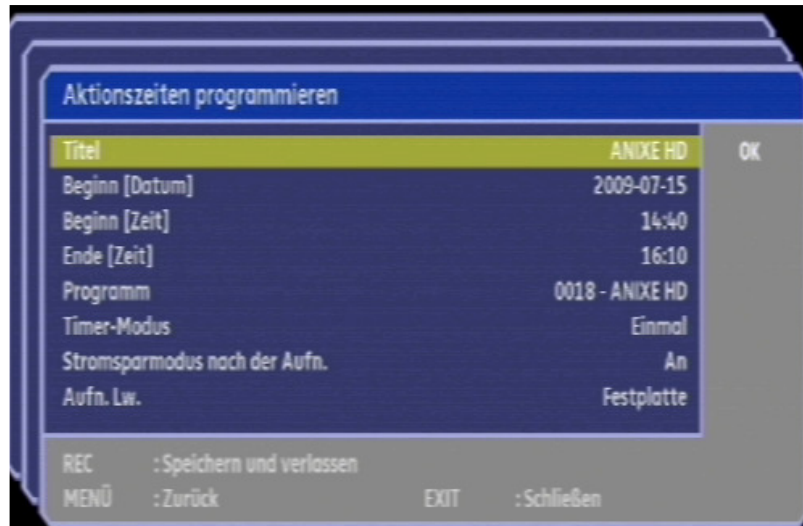 Aktionszeiten programmieren
Titel ANIXE HD OK
Beginn [Datum] 2009-07-15
Beginn [Zeit] 14:40
Ende [Zeit] 16:10
Programm 0018 - ANIXE HD
Timer-Modus Einmal
Stromsparmodus nach der Aufn. An
Aufn. Lw. Festplatte
REC : Speichern und verlassen
MENÜ : Zurück EXIT : Schließen